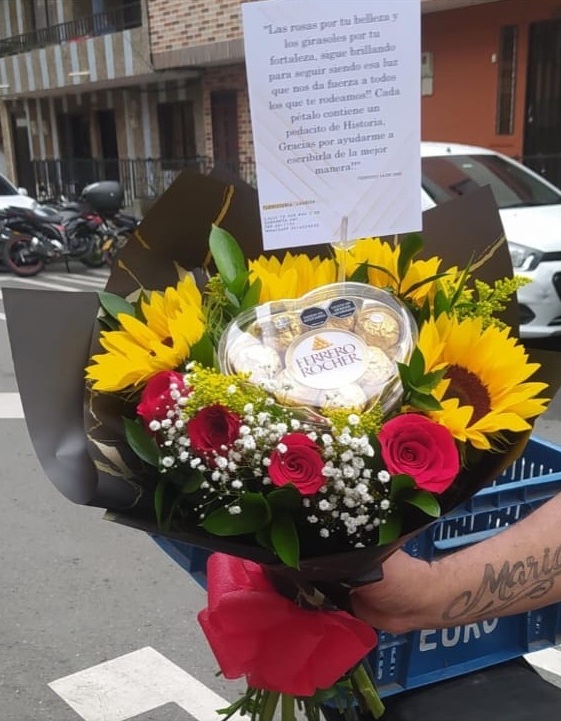 "Las rosas por tu belleza y
los girasoles por tu
fortaleza, sigue brillando
para seguir siendo esa luz
que nos da fuerza a todos
los que te rodeamos!! Cada
pétalo contiene un
pedacito de Historia,
Gracias por ayudarme a
escribirla de la mejor
manera!!"
FERRERO
ROCHER
Maria
EURO